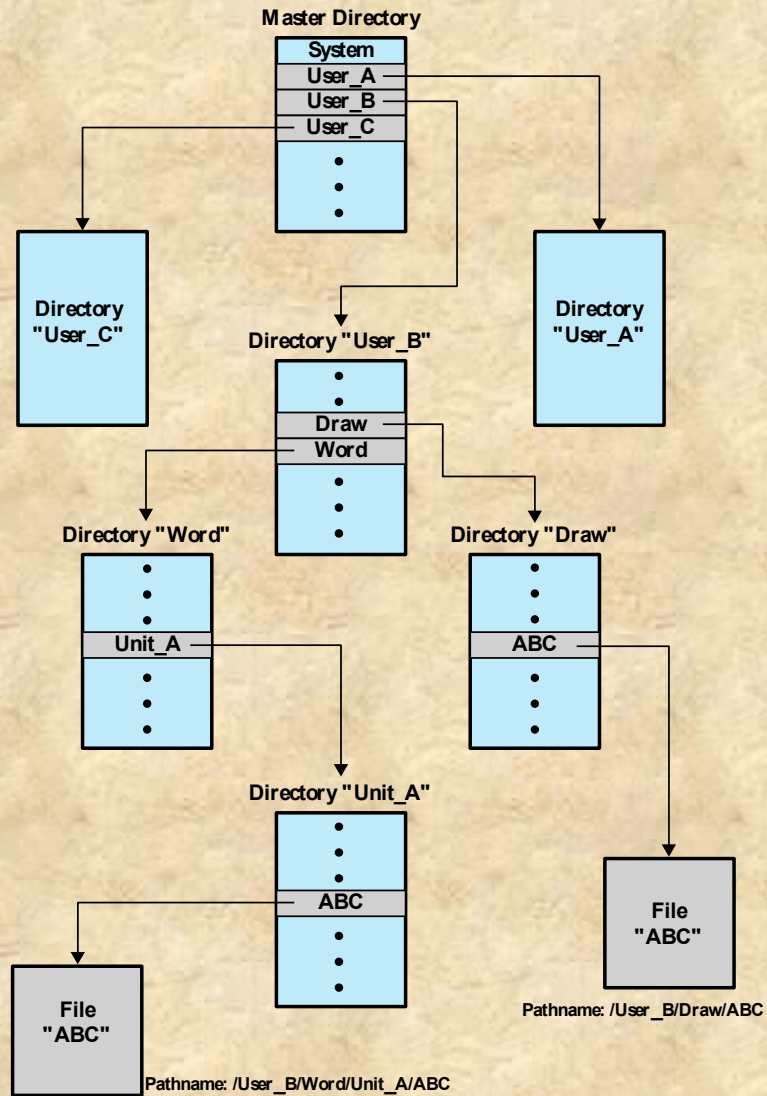 Master Directory
System
User_A
User_B
User_C
Directory
"User_C"
Directory
"User_A"
Directory "User_B"
Draw
Word
Directory "Word"
Directory "Draw"
Unit_A
ABC
Directory "Unit_A"
ABC
File
"ABC"
Pathname: /User_B/Draw/ABC
File
"ABC"
Pathname: /User_B/Word/Unit_A/ABC